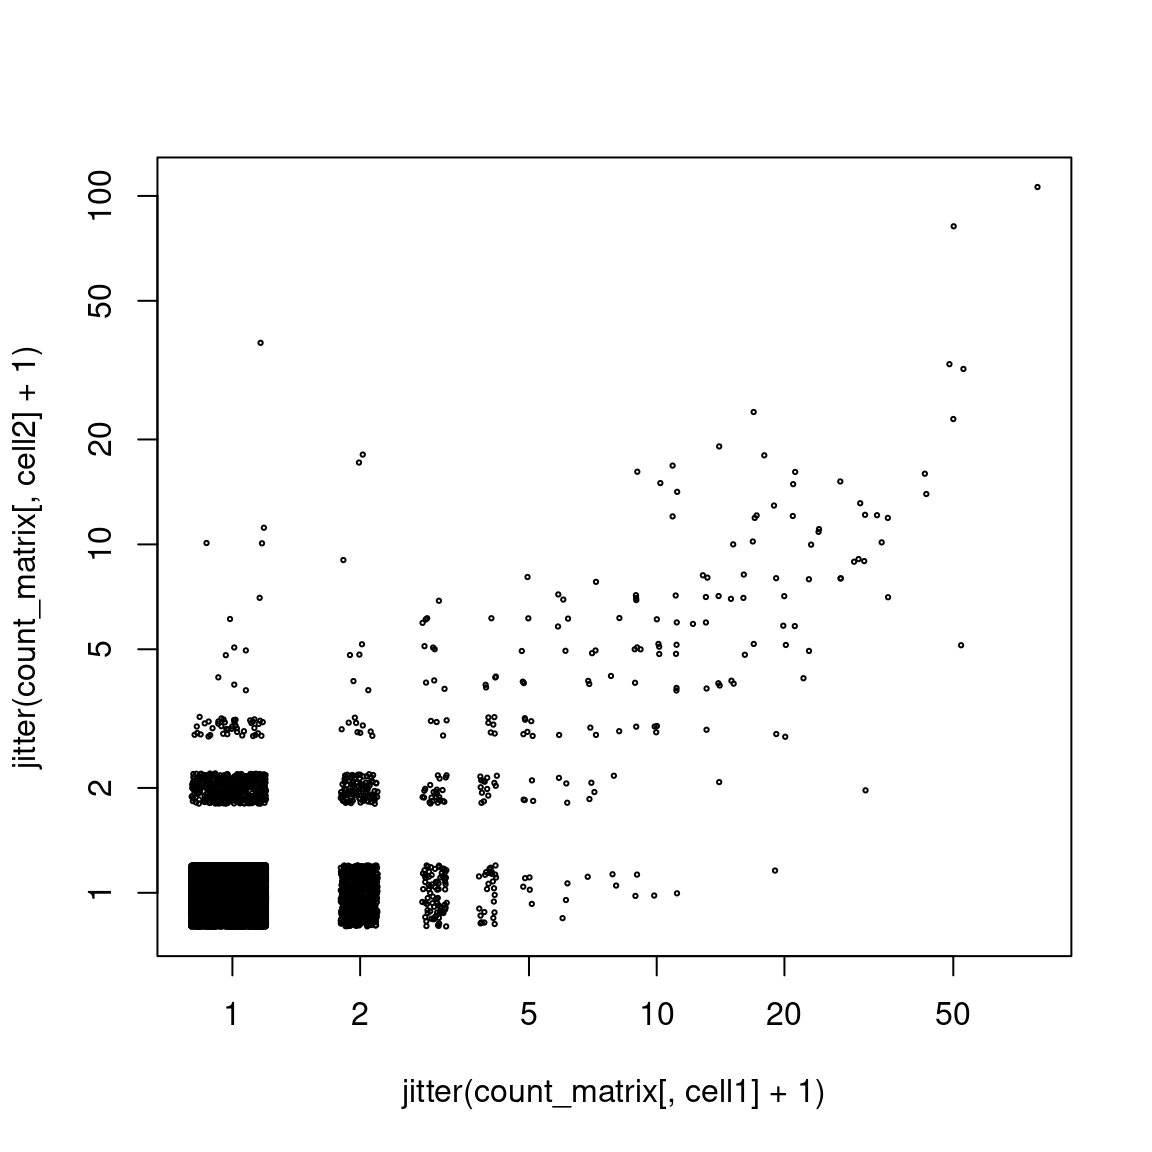 100
50
20
10
5
2
1
jitter(count_matrix[, cell2] + 1)
1 2 5 10 20 50
jitter(count_matrix[, cell1] + 1)